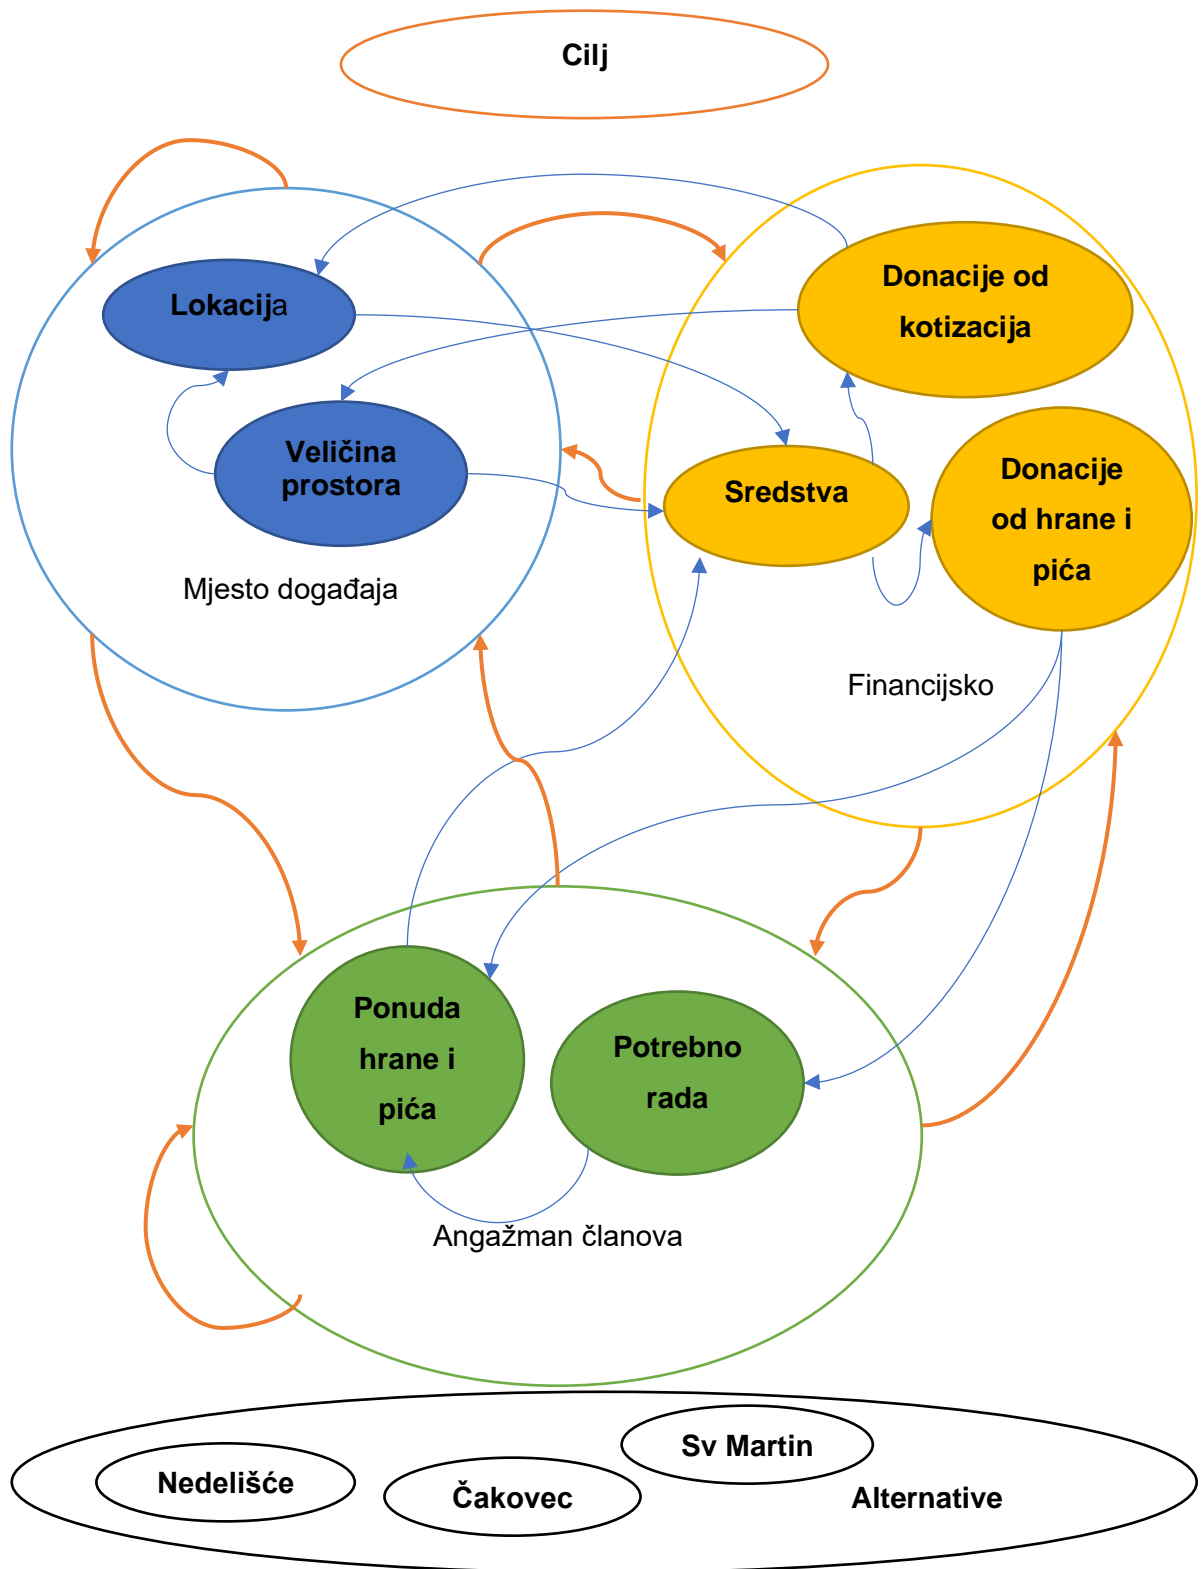 Cilj
Lokacija
Veličina
prostora
Mjesto događaja
Donacije od
kotizacija
Sredstva
Donacije
od hrane i
pića
Financijsko
Ponuda
hrane i
pića
Potrebno
rada
Angažman članova
Nedelišće
Čakovec
Sv Martin
Alternative